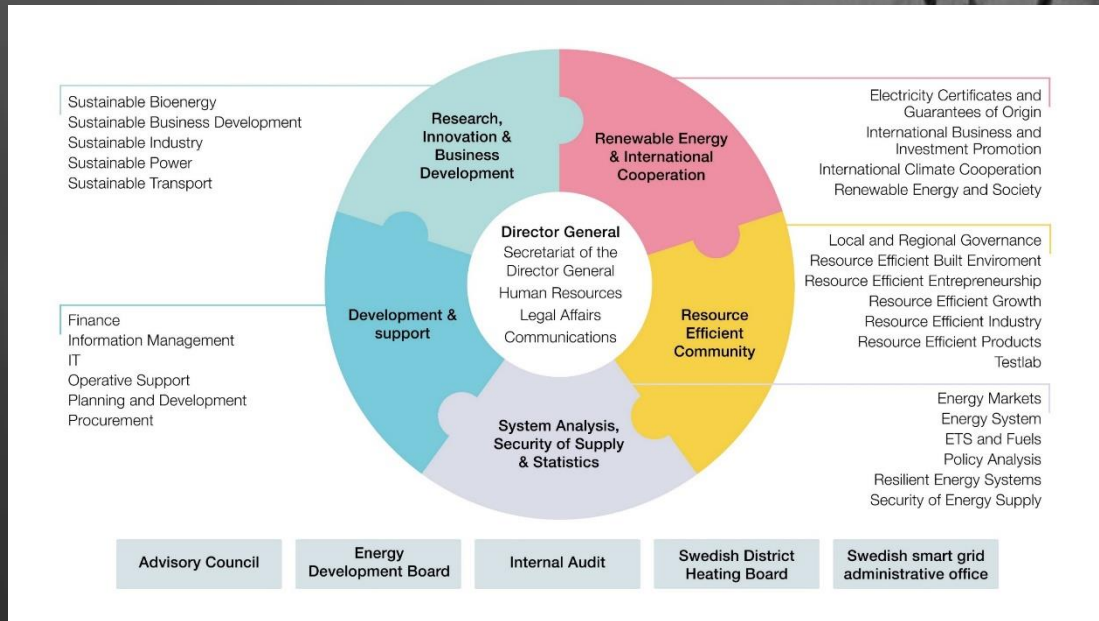 Sustainable Bioenergy
Sustainable Business Development
Sustainable Industry
Sustainable Power
Sustainable Transport
Research,
Innovation &
Business
Development
Renewable Energy
& International
Cooperation
Electricity Certificates and
Guarantees of Origin
International Business and
Investment Promotion
International Climate Cooperation
Renewable Energy and Society
Director General
Secretariat of the
Director General
Human Resources
Legal Affairs
Communications
Local and Regional Governance
Resource Efficient Built Enviroment
Resource Efficient Entrepreneurship
Resource Efficient Growth
Resource Efficient Industry
Resource Efficient Products
Testlab
Finance
Information Management
IT
Operative Support
Planning and Development
Procurement
Development &
support
Resource
Efficient
Community
System Analysis,
Security of Supply
& Statistics
Energy Markets
Energy System
ETS and Fuels
Policy Analysis
Resilient Energy Systems
Security of Energy Supply
Advisory Council
Energy
Development Board
Internal Audit
Swedish District
Heating Board
Swedish smart grid
administrative office